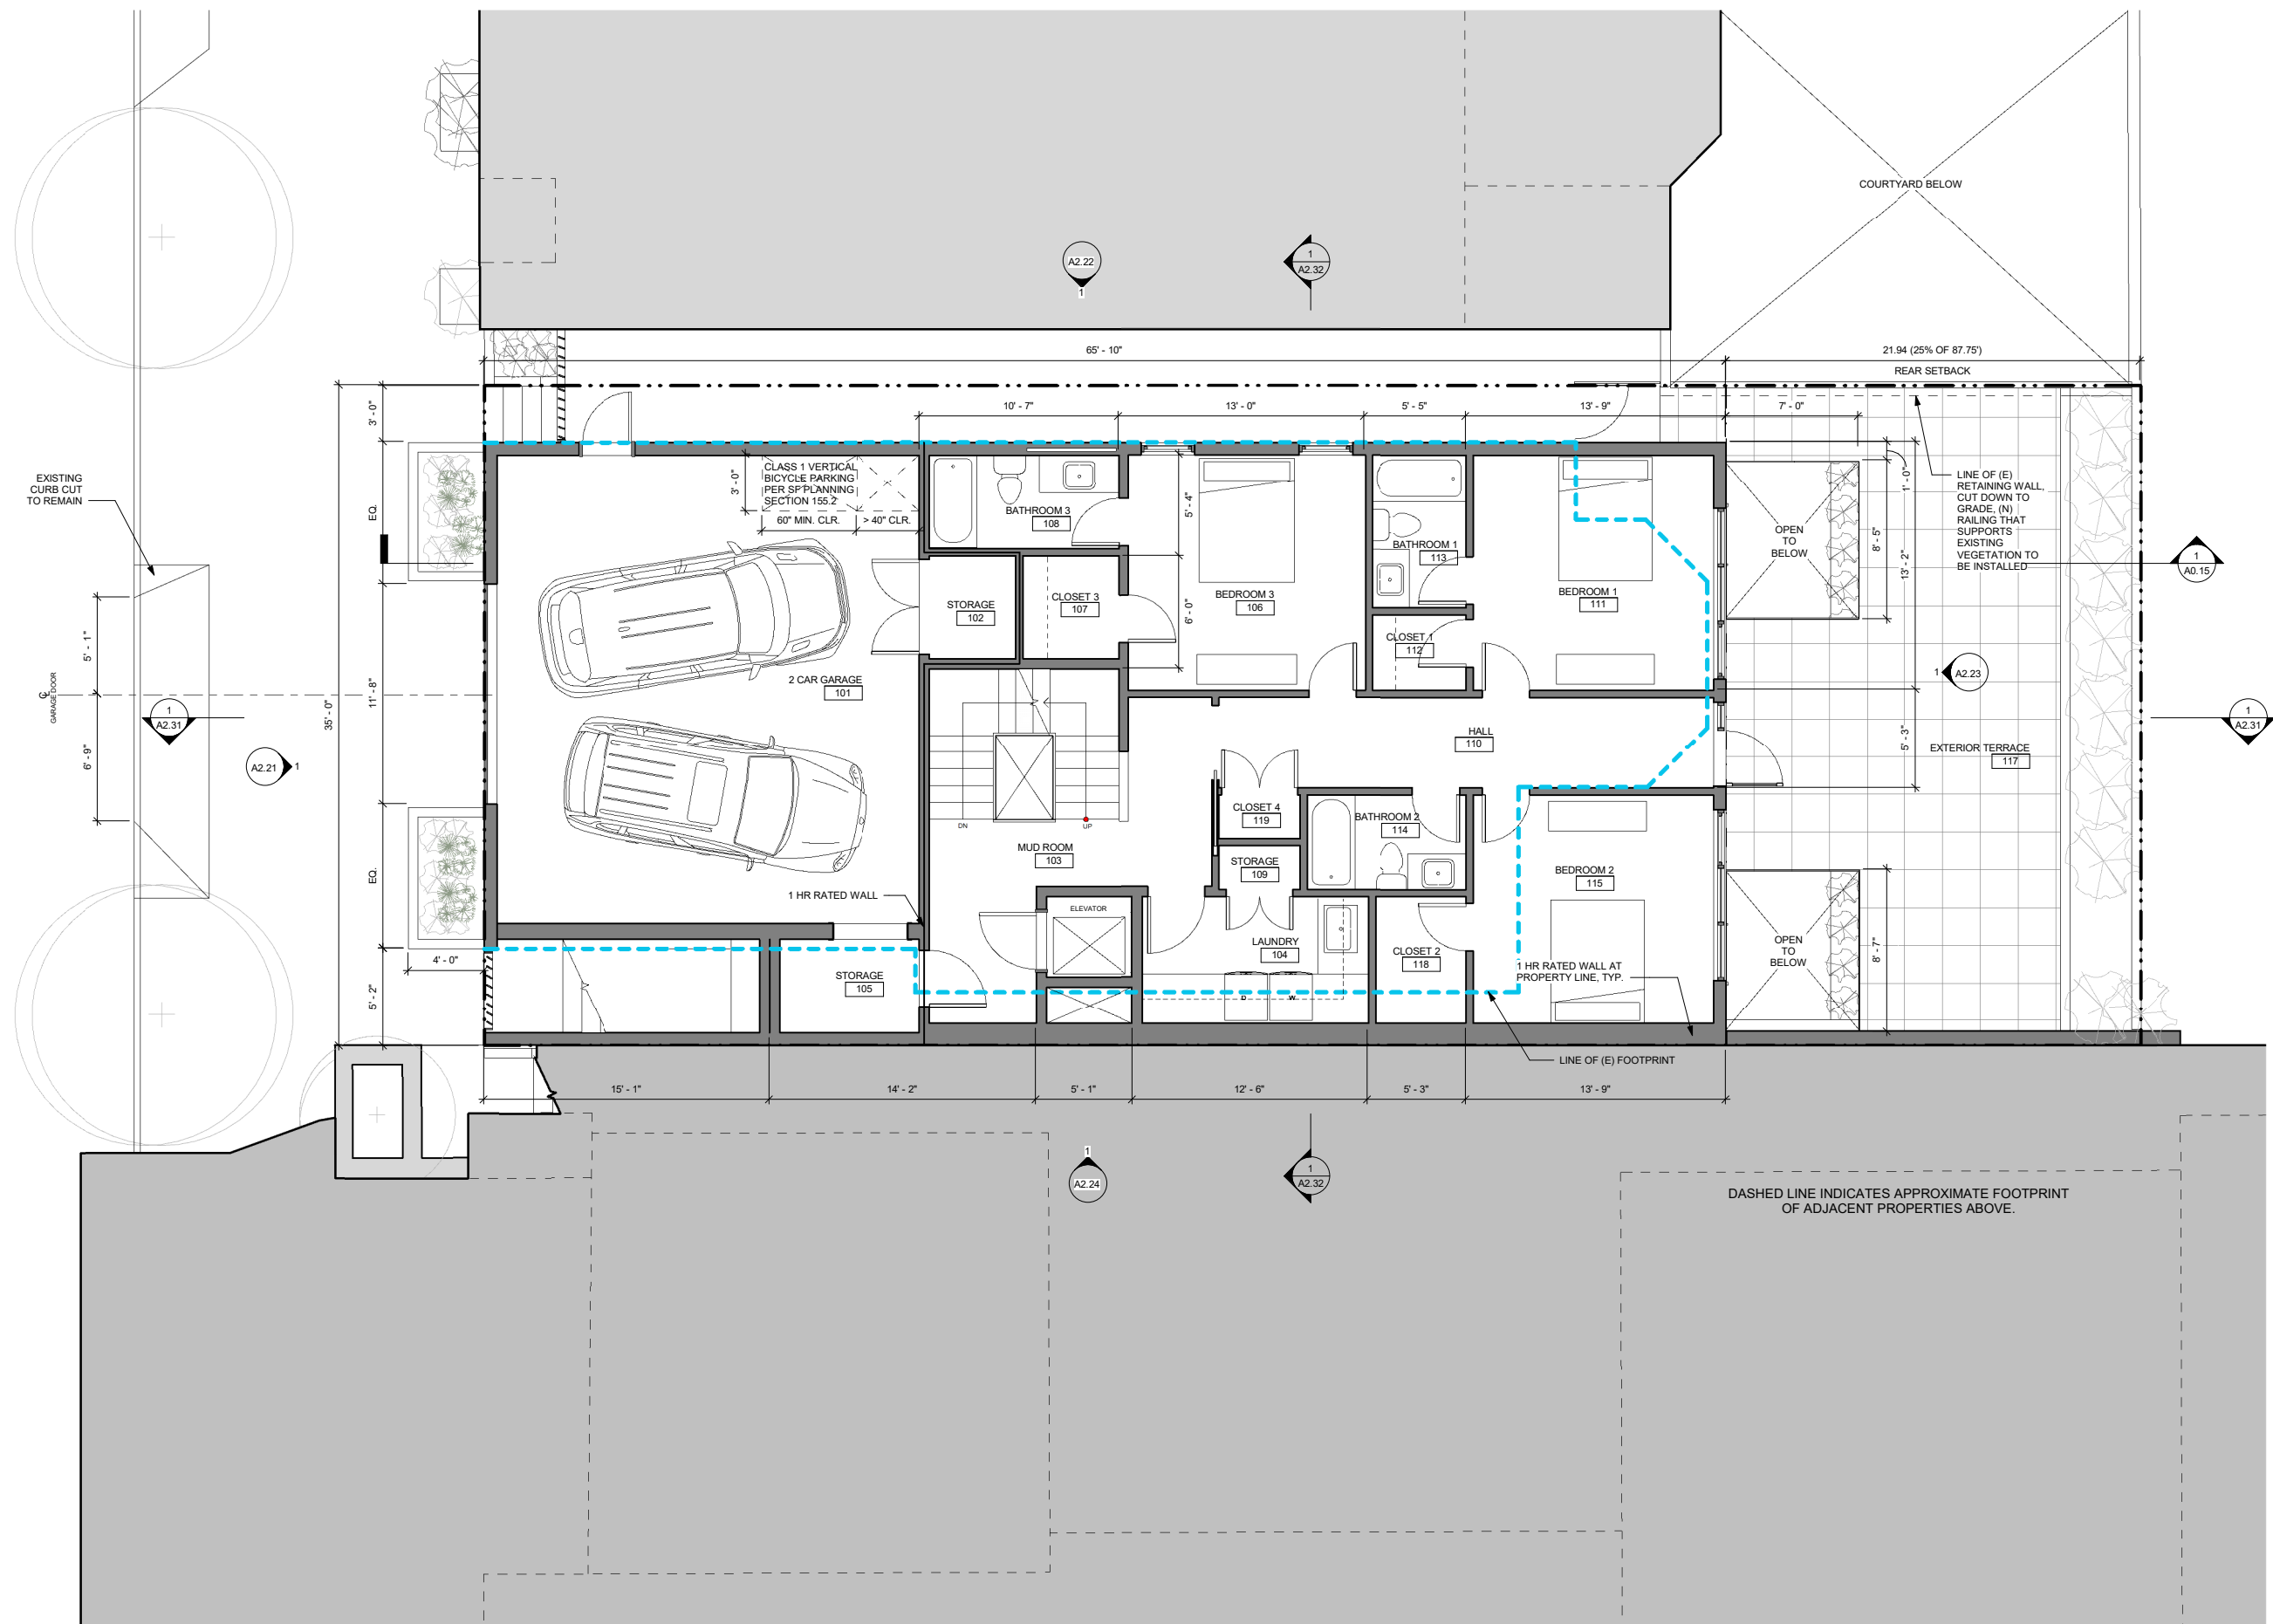 COURTYARD BELOW
A2.22
1
1
A2.32
65' - 10"
21.94 (25% OF 87.75')
REAR SETBACK
10' - 7"
13' - 0"
5' - 5"
13' - 9"
7' - 0"
3' - 0"
EXISTING
CURB CUT
TO REMAIN
EQ.
CLASS 1 VERTICAL
BICYCLE PARKING
PER SF PLANNING
SECTION 155.2
3' - 0"
60" MIN. CLR.
> 40" CLR.
BATHROOM 3
108
5' - 4"
BATHROOM 1
113
1' - 0"
LINE OF (E)
RETAINING WALL,
CUT DOWN TO
GRADE, (N)
RAILING THAT
SUPPORTS
EXISTING
VEGETATION TO
BE INSTALLED
OPEN
TO
BELOW
8' - 5"
13' - 2"
1
A0.15
STORAGE
102
CLOSET 3
107
BEDROOM 3
106
6' - 0"
BEDROOM 1
111
CLOSET 1
112
5' - 1"
2 CAR GARAGE
101
11' - 8"
35' - 0"
℄
GARAGE DOOR
1
A2.23
1
A2.31
6' - 9"
A2.21
1
HALL
110
5' - 3"
EXTERIOR TERRACE
117
1
A2.31
DN
UP
CLOSET 4
119
BATHROOM 2
114
MUD ROOM
103
STORAGE
109
EQ.
BEDROOM 2
115
1 HR RATED WALL
ELEVATOR
LAUNDRY
104
CLOSET 2
118
OPEN
TO
BELOW
8' - 7"
4' - 0"
5' - 2"
STORAGE
105
1 HR RATED WALL AT
PROPERTY LINE, TYP.
D
W
LINE OF (E) FOOTPRINT
15' - 1"
14' - 2"
5' - 1"
12' - 6"
5' - 3"
13' - 9"
1
A2.24
1
A2.32
DASHED LINE INDICATES APPROXIMATE FOOTPRINT
OF ADJACENT PROPERTIES ABOVE.